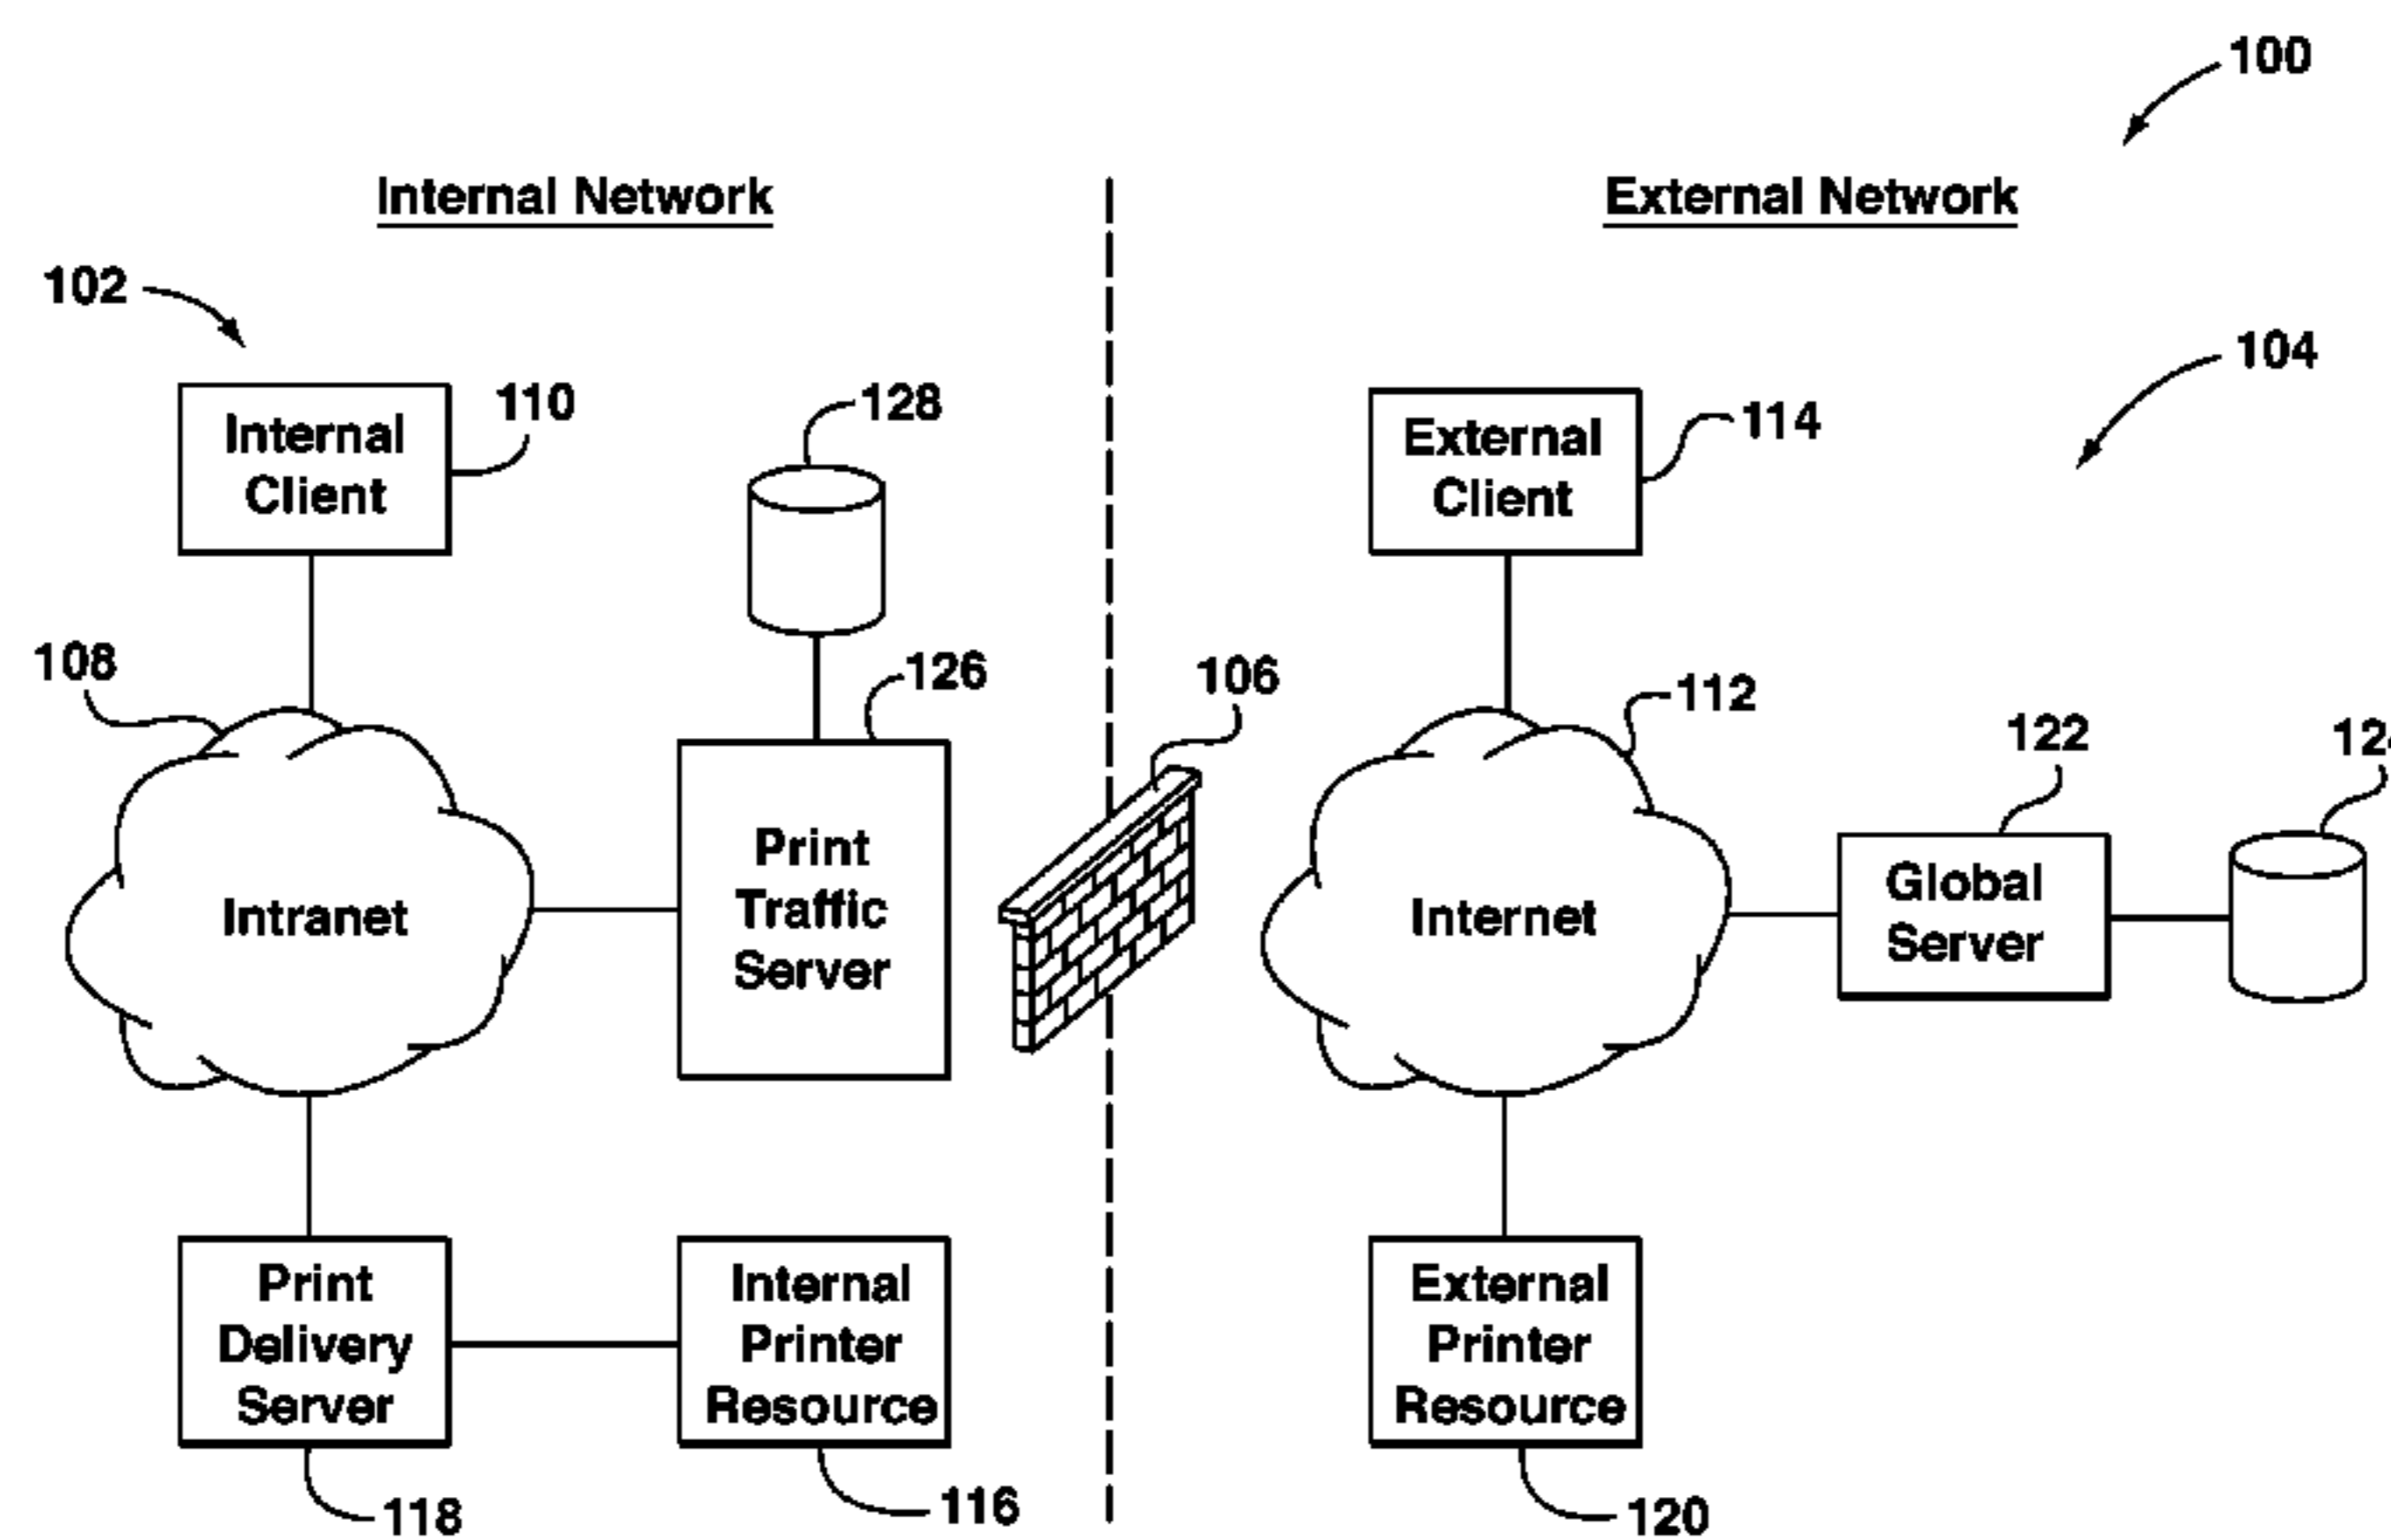 100
Internal Network
External Network
102
104
Internal
Client
110
128
External
Client
114
108
126
106
112
122
Print
Traffic
Server
Intranet
Internet
Global
Server
Print
Delivery
Server
Internal
Printer
Resource
External
Printer
Resource
118
116
120